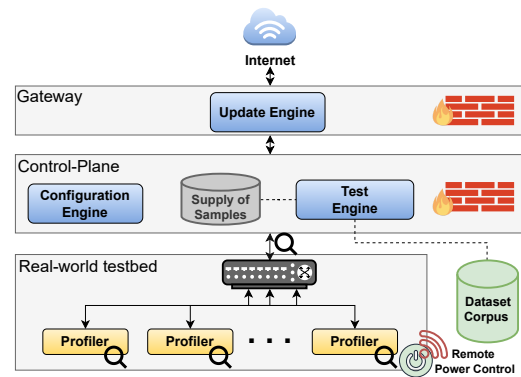 Internet
Gateway
Update Engine
Control-Plane
Configuration
Engine
Supply of
Samples
Test
Engine
Real-world testbed
Dataset
Corpus
Profiler
Profiler
. . .
Profiler
Remote
Power Control